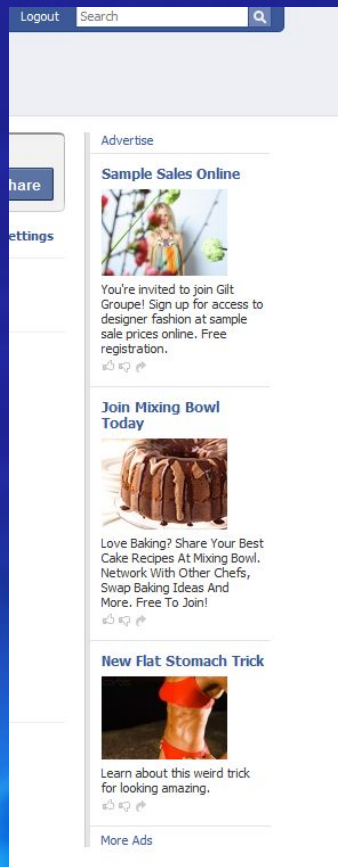 Logout Search
Advertise
hare
Sample Sales Online
ettings
You're invited to join Gilt
Groupe! Sign up for access to
designer fashion at sample
sale prices online. Free
registration.
Join Mixing Bowl
Today
Love Baking? Share Your Best
Cake Recipes At Mixing Bowl.
Network With Other Chefs,
Swap Baking Ideas And
More. Free To Join!
New Flat Stomach Trick
Learn about this weird trick
for looking amazing.
More Ads